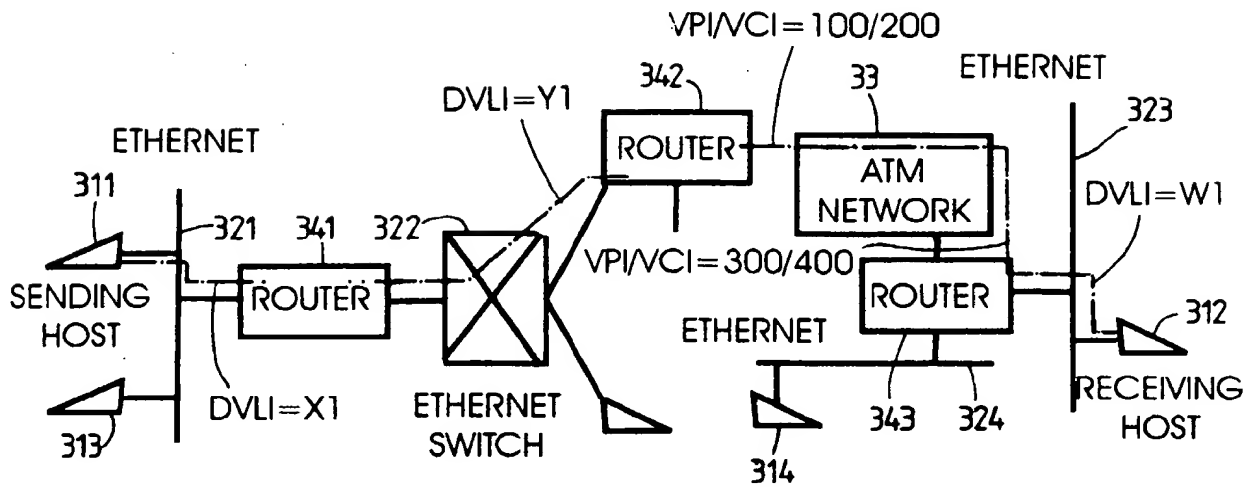 VPI/VCI=100/200
ETHERNET
342
33
323
DVLI=Y1
ETHERNET
ROUTER
ATM
NETWORK
DVLI=W1
311
321
341
322
VPI/VCI=300/400
SENDING
HOST
ROUTER
ROUTER
312
ETHERNET
RECEIVING
HOST
313
DVLI=X1
ETHERNET
SWITCH
314
343
324